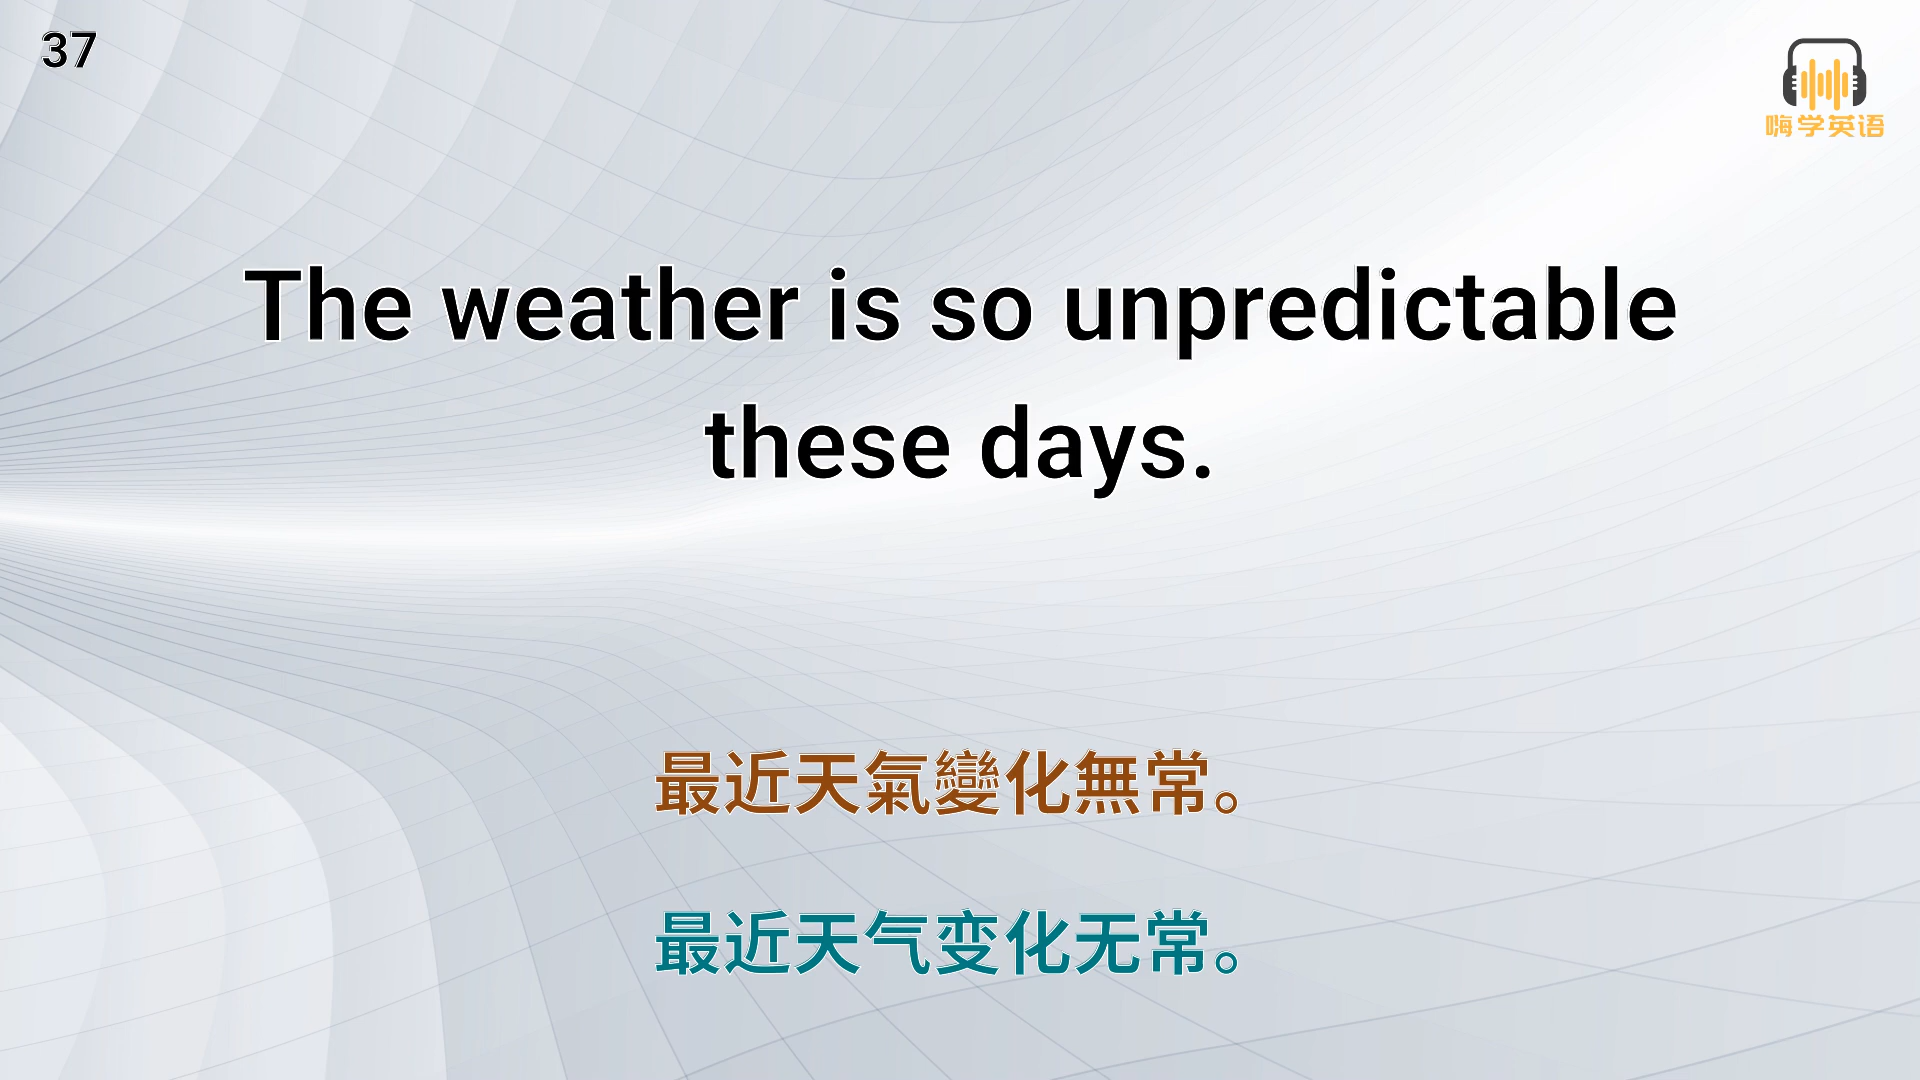 37
嗨学英语
The weather is so unpredictable
these days.
最近天氣變化無常。
最近天气变化无常。